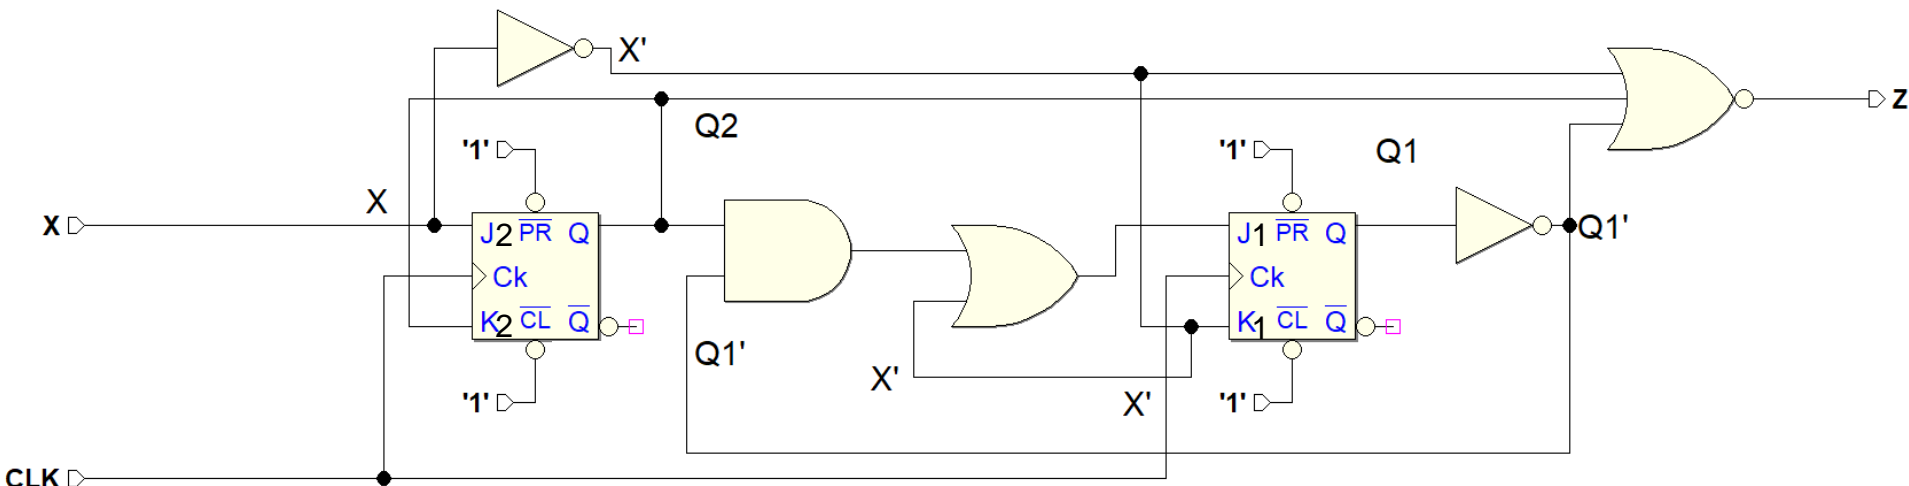 X'
Q2
'1'
'1'
Q1
Z
X
X
J2 PR Q
J1 PR Q
Q1'
Ck
Ck
K2 CL Q
K1 CL Q
Q1'
X'
X'
'1'
'1'
CLK